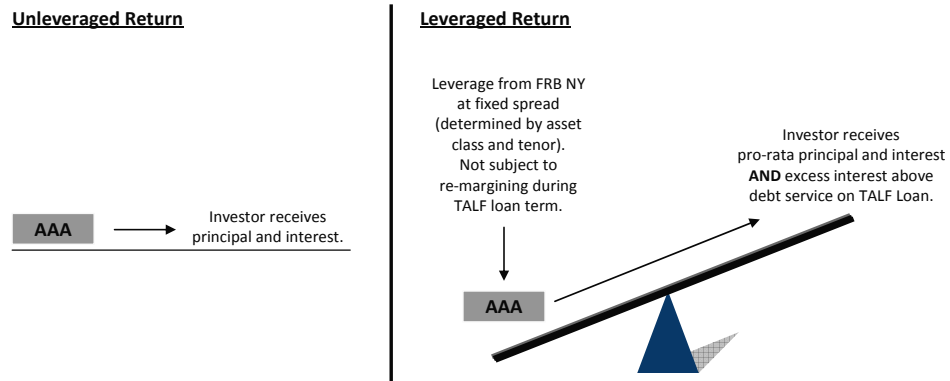 Unleveraged Return
AAA
Investor receives
principal and interest.
Leveraged Return
Leverage from FRB NY
at fixed spread
(determined by asset
class and tenor).
Not subject to
re-margining during
TALF loan term.
AAA
Investor receives
pro-rata principal and interest
AND excess interest above
debt service on TALF Loan.